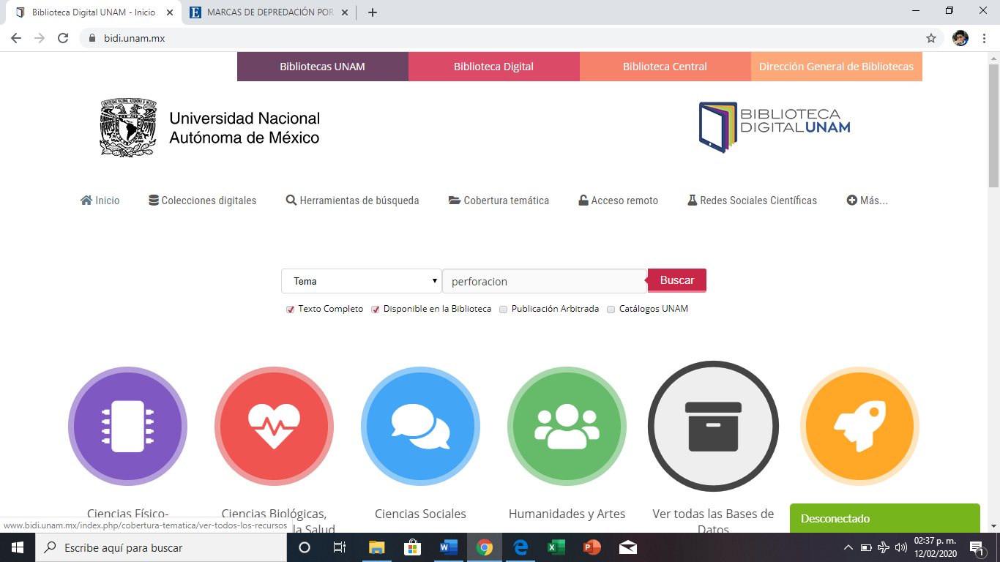 Biblioteca Digital UNAM - Inicio
MARCAS DE DEPREDACIÓN POR
bidi.unam.mx
Bibliotecas UNAM
Biblioteca Digital
Biblioteca Central
Dirección General de Bibliotecas
Universidad Nacional
Autónoma de México
BIBLIOTECA
DIGITALUNAM
Inicio
Colecciones digitales
Herramientas de búsqueda
Cobertura temática
Acceso remoto
Redes Sociales Científicas
Más...
Tema
perforacion
Buscar
Texto Completo
Disponible en la Biblioteca
Publicación Arbitrada
Catálogos UNAM
Ciencias Físico-
Ciencias Biológicas,
la Salud
Ciencias Sociales
Humanidades y Artes
Ver todas las Bases de
Datos
Desconectado
www.bidi.unam.mx/index.php/cobertura-tematica/ver-todos-los-recursos
Escribe aquí para buscar
02:37 p. m.
12/02/2020
1